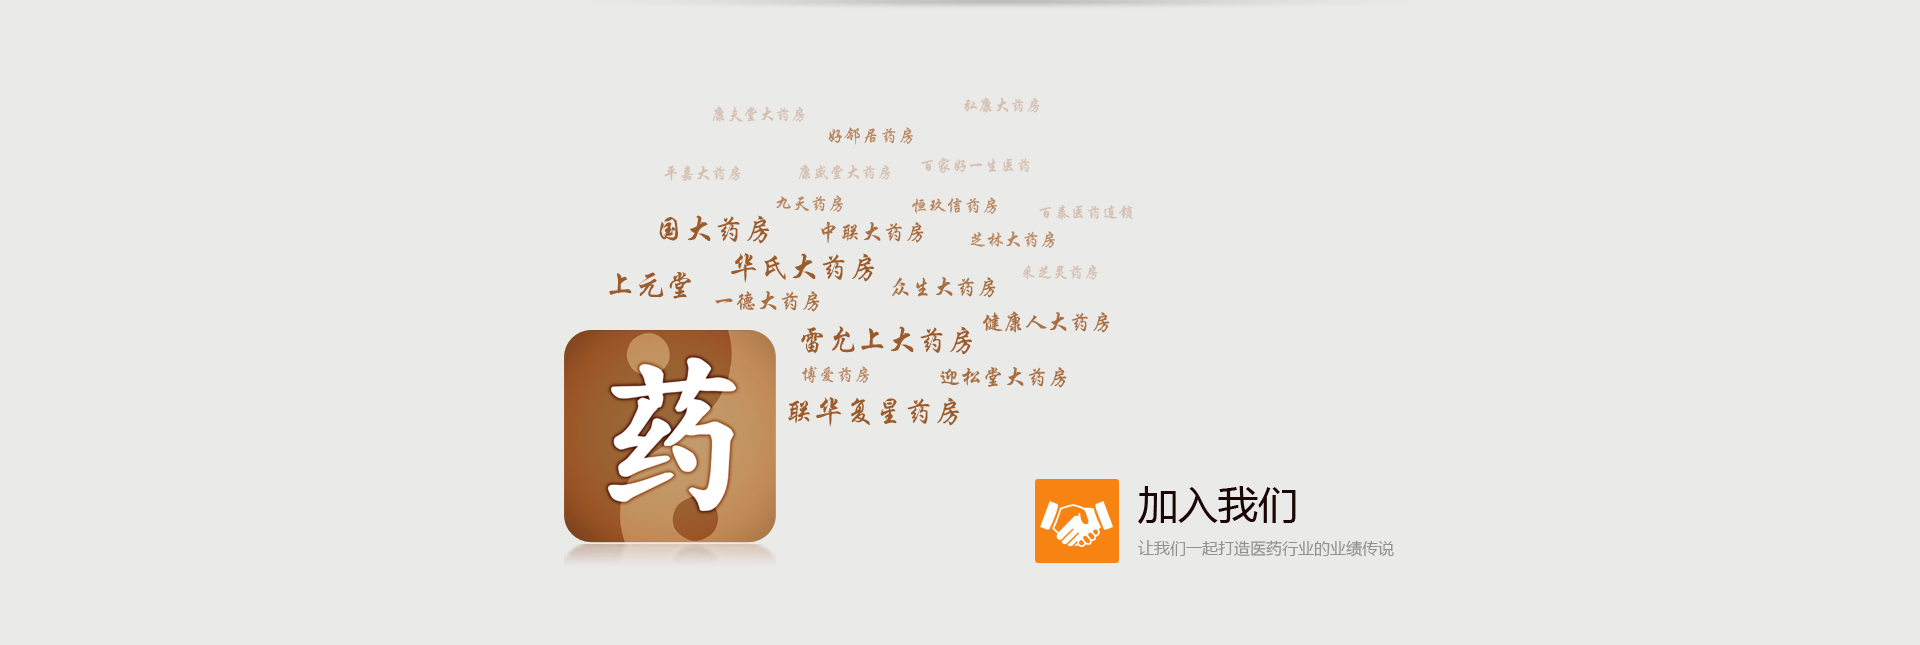 弘康大药房
康夫堂大药房
好邻居药房
百家好一生医药
平嘉大药房
康盛堂大药房
九天药房
恒玖信药房
百泰医药连锁
国大药房
中联大药房
芝林大药房
华氏大药房
采芝灵药房
上元堂
众生大药房
一德大药房
健康人大药房
雷允上大药房
博爱药房
迎松堂大药房
联华复星药房
药
加入我们
让我们一起打造医药行业的业绩传说